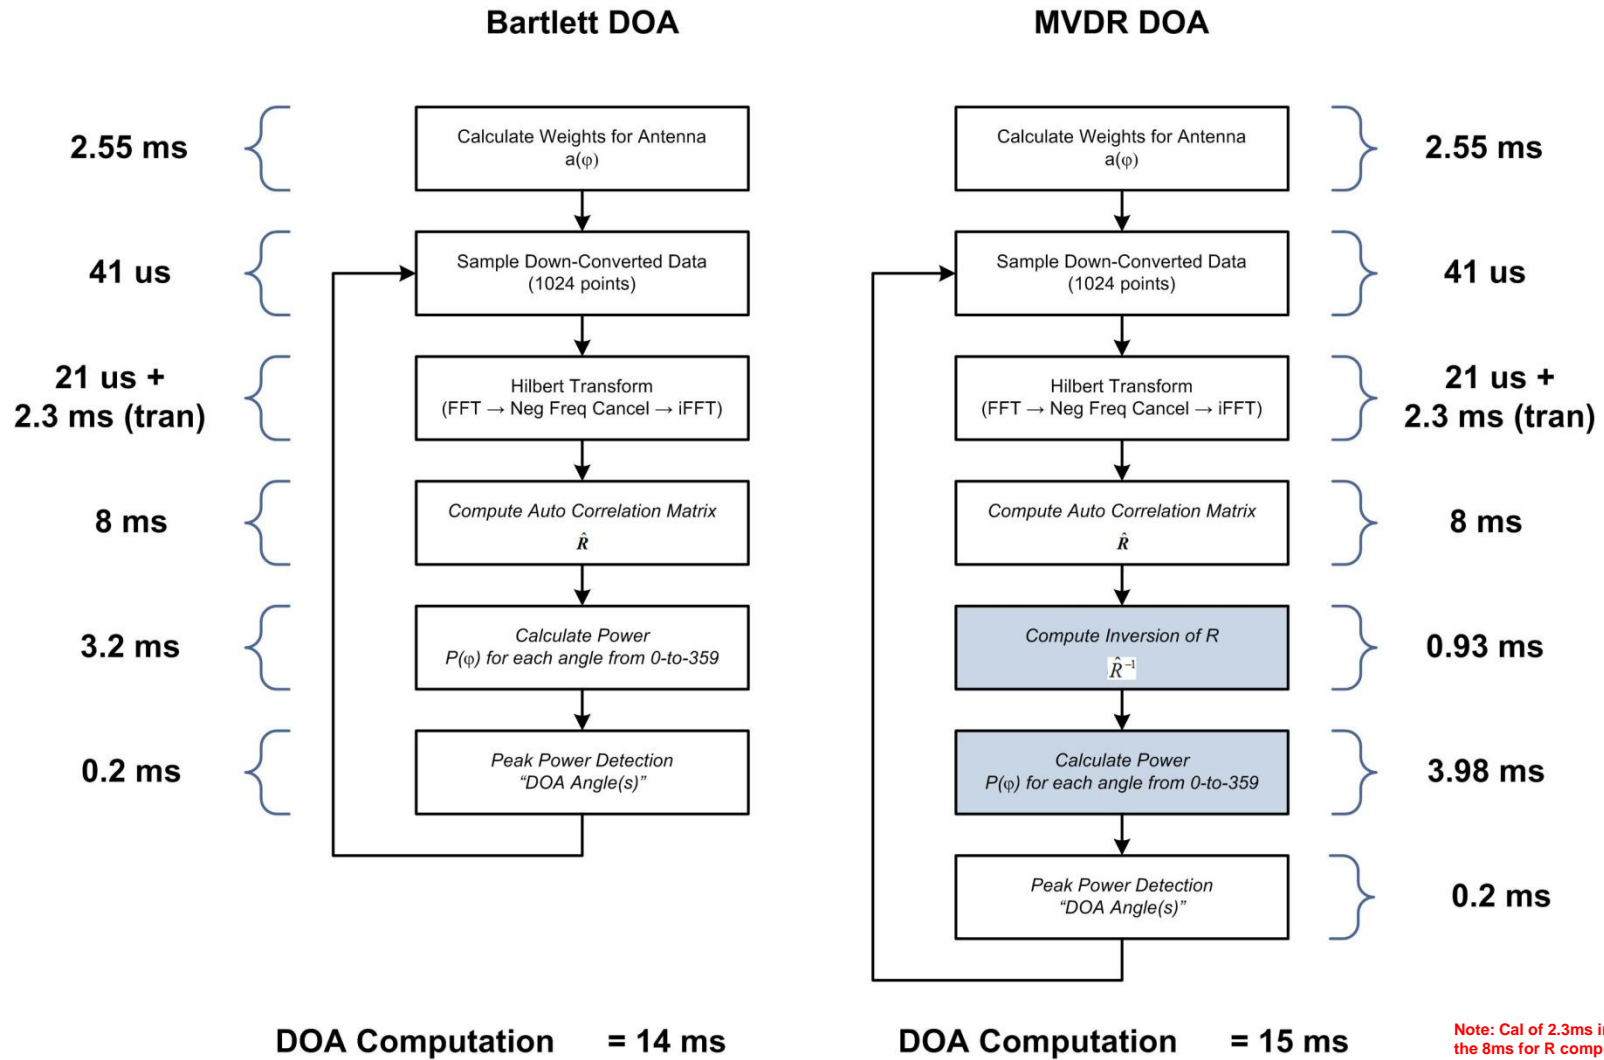 Bartlett DOA
2.55 ms
Calculate Weights for Antenna
a(φ)
41 us
Sample Down-Converted Data
(1024 points)
21 us +
2.3 ms (tran)
Hilbert Transform
(FFT → Neg Freq Cancel → iFFT)
8 ms
Compute Auto Correlation Matrix
R̂
3.2 ms
Calculate Power
P(φ) for each angle from 0-to-359
0.2 ms
Peak Power Detection
“DOA Angle(s)”
DOA Computation = 14 ms
MVDR DOA
Calculate Weights for Antenna
a(φ)
2.55 ms
Sample Down-Converted Data
(1024 points)
41 us
Hilbert Transform
(FFT → Neg Freq Cancel → iFFT)
21 us +
2.3 ms (tran)
Compute Auto Correlation Matrix
R̂
8 ms
Compute Inversion of R
R̂⁻¹
0.93 ms
Calculate Power
P(φ) for each angle from 0-to-359
3.98 ms
Peak Power Detection
“DOA Angle(s)”
0.2 ms
DOA Computation = 15 ms
Note: Cal of 2.3ms
the 8ms for R comp